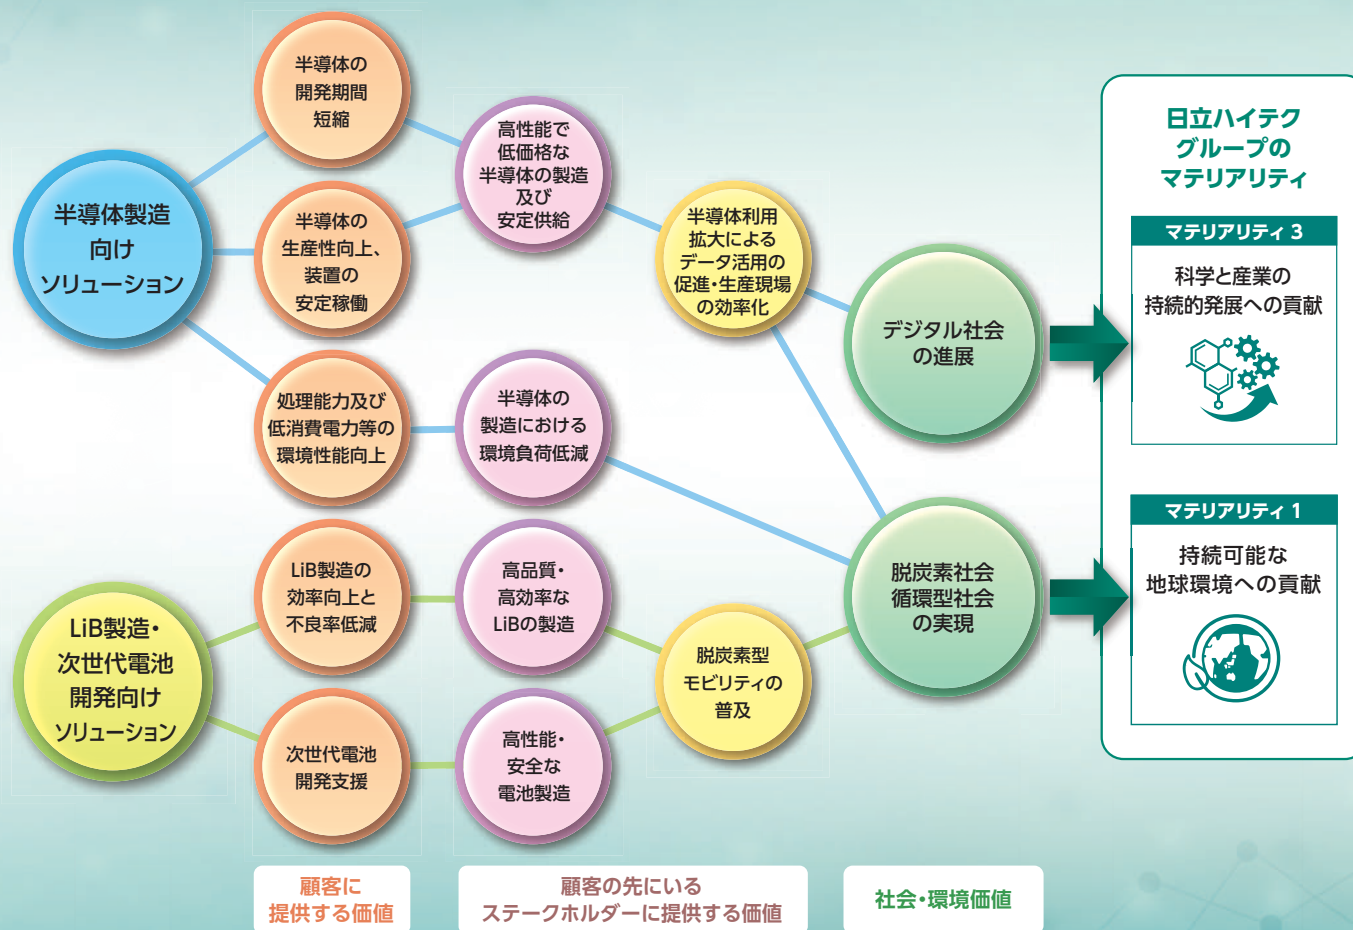 半導体製造
向け
ソリューション
LiB製造・
次世代電池
開発向け
ソリューション
半導体の
開発期間
短縮
半導体の
生産性向上、
装置の
安定稼働
処理能力及び
低消費電力等の
環境性能向上
LiB製造の
効率向上と
不良率低減
次世代電池
開発支援
高性能で
低価格な
半導体の製造
及び
安定供給
半導体の
製造における
環境負荷低減
高品質・
高効率な
LiBの製造
高性能・
安全な
電池製造
半導体利用
拡大による
データ活用の
促進・生産現場
の効率化
脱炭素型
モビリティの
普及
デジタル社会
の進展
脱炭素社会
循環型社会
の実現
日立ハイテク
グループの
マテリアリティ
マテリアリティ 3
科学と産業の
持続的発展への貢献
マテリアリティ 1
持続可能な
地球環境への貢献
顧客に
提供する価値
顧客の先にいる
ステークホルダーに提供する価値
社会・環境価値